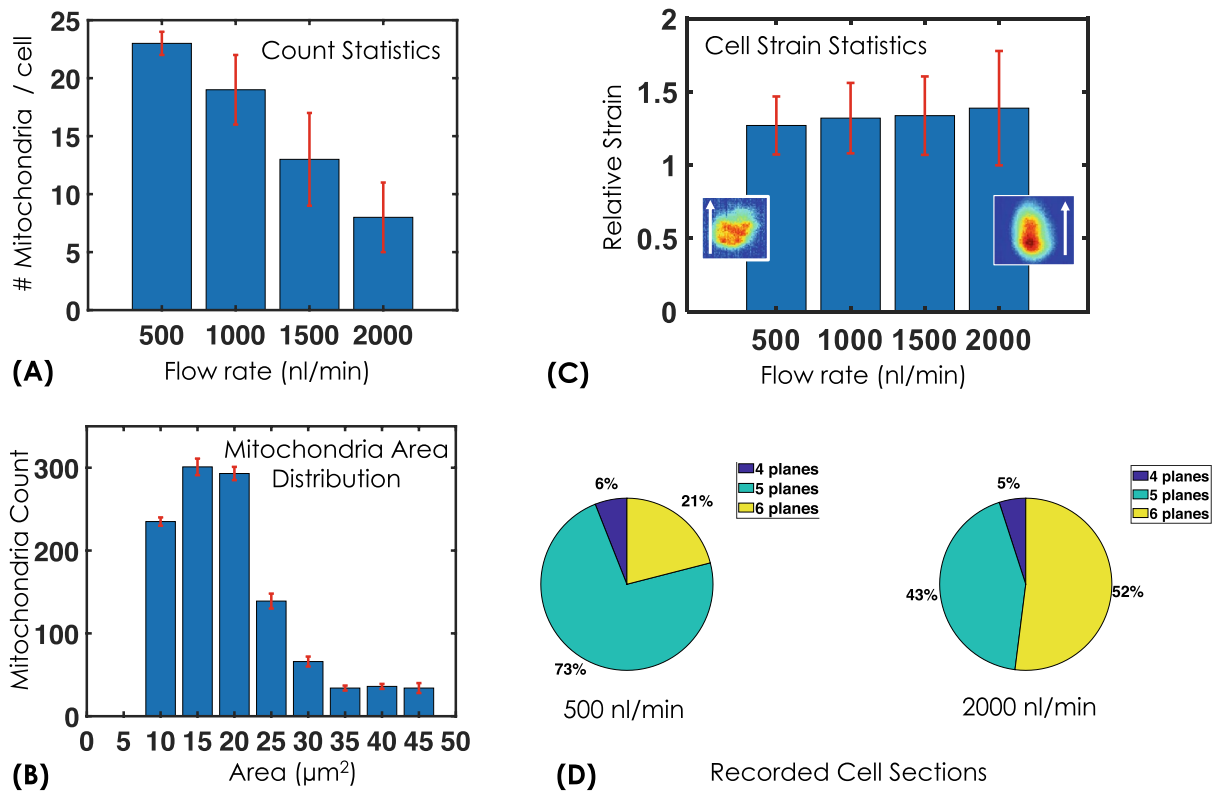 25
20
15
10
5
0
# Mitochondria / cell
Count Statistics
500 1000 1500 2000
Flow rate (nl/min)
(A)
2
1.5
1
0.5
0
Relative Strain
Cell Strain Statistics
500 1000 1500 2000
Flow rate (nl/min)
(C)
300
200
100
0
Mitochondria Count
Mitochondria Area
Distribution
0 5 10 15 20 25 30 35 40 45 50
Area (µm²)
(B)
6%
21%
73%
4 planes
5 planes
6 planes
500 nl/min
5%
43%
52%
4 planes
5 planes
6 planes
2000 nl/min
(D)
Recorded Cell Sections